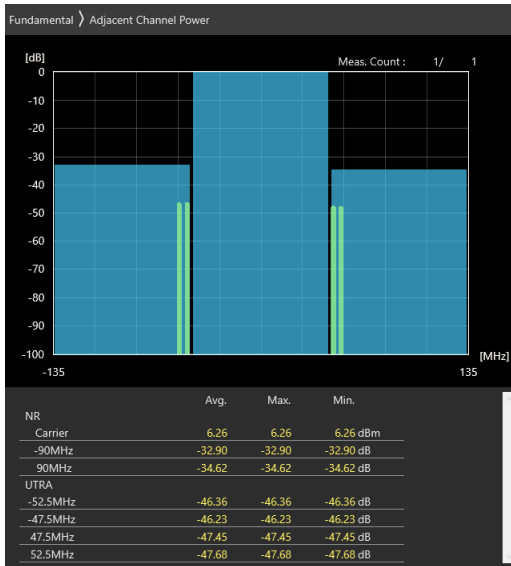 Fundamental 〉 Adjacent Channel Power
[dB]
Meas. Count : 1/ 1
0
-10
-20
-30
-40
-50
-60
-70
-80
-90
-100
[MHz]
-135 135
Avg. Max. Min.
NR
Carrier 6.26 6.26 6.26 dBm
-90MHz -32.90 -32.90 -32.90 dB
90MHz -34.62 -34.62 -34.62 dB
UTRA
-52.5MHz -46.36 -46.36 -46.36 dB
-47.5MHz -46.23 -46.23 -46.23 dB
47.5MHz -47.45 -47.45 -47.45 dB
52.5MHz -47.68 -47.68 -47.68 dB